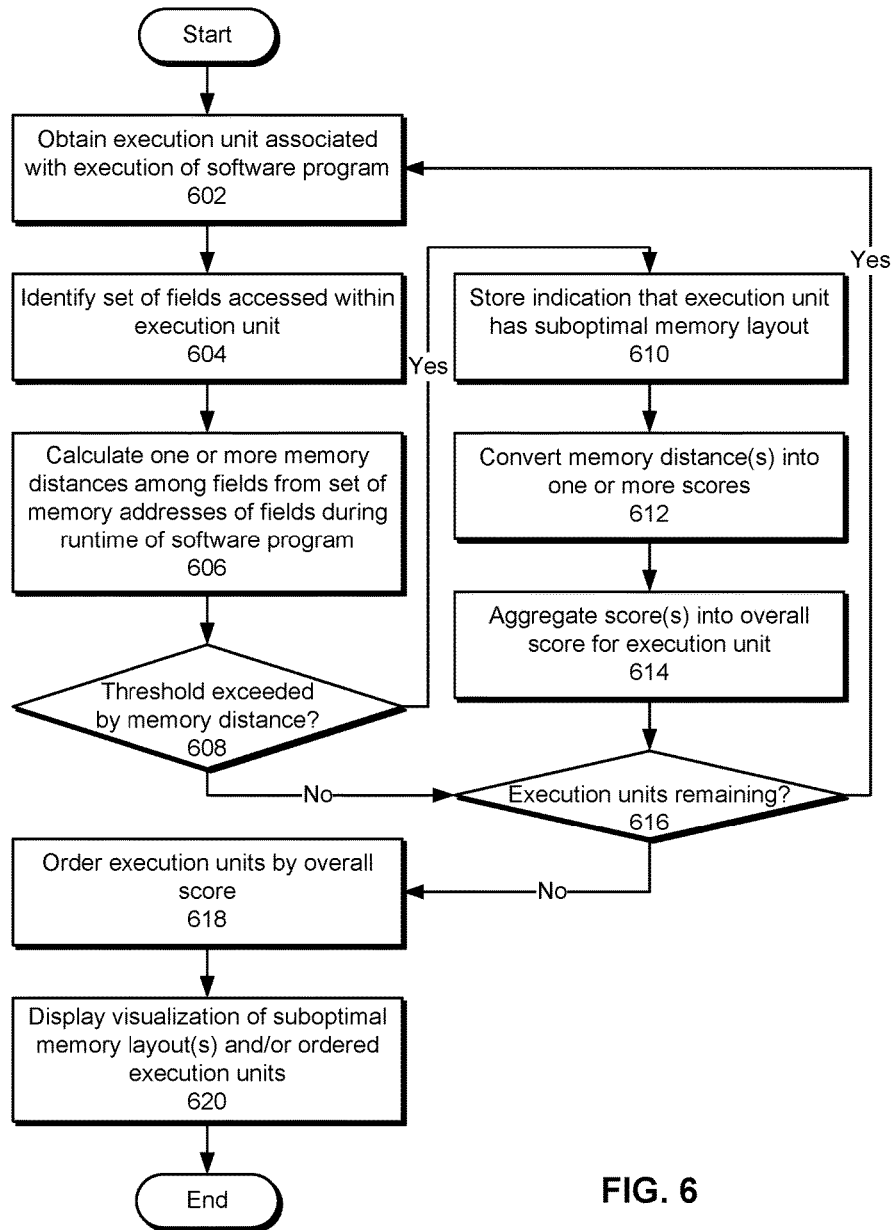 Start
Obtain execution unit associated
with execution of software program
602
Identify set of fields accessed within
execution unit
604
Calculate one or more memory
distances among fields from set of
memory addresses of fields during
runtime of software program
606
Threshold exceeded
by memory distance?
608
Yes
No
Store indication that execution unit
has suboptimal memory layout
610
Convert memory distance(s) into
one or more scores
612
Aggregate score(s) into overall
score for execution unit
614
Execution units remaining?
616
Yes
No
Order execution units by overall
score
618
Display visualization of suboptimal
memory layout(s) and/or ordered
execution units
620
End
FIG. 6